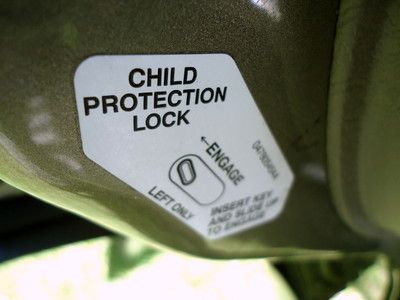 CHILD
PROTECTION
LOCK
←ENGAGE
LEFT ONLY
INSERT KEY
AND SLIDE UP
TO ENGAGE